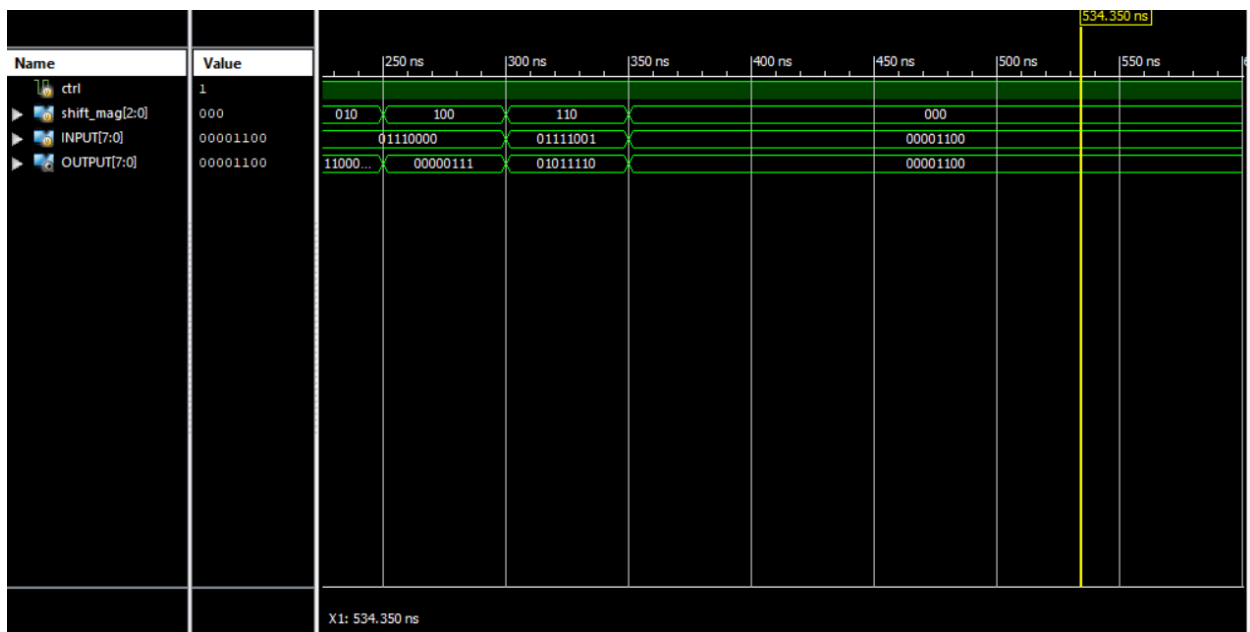 534.350 ns
Name Value 250 ns 300 ns 350 ns 400 ns 450 ns 500 ns 550 ns
ctrl 1
shift_mag[2:0] 000 010 100 110 000
INPUT[7:0] 00001100 01110000 01111001 00001100
OUTPUT[7:0] 00001100 11000... 00000111 01011110 00001100
X1: 534.350 ns